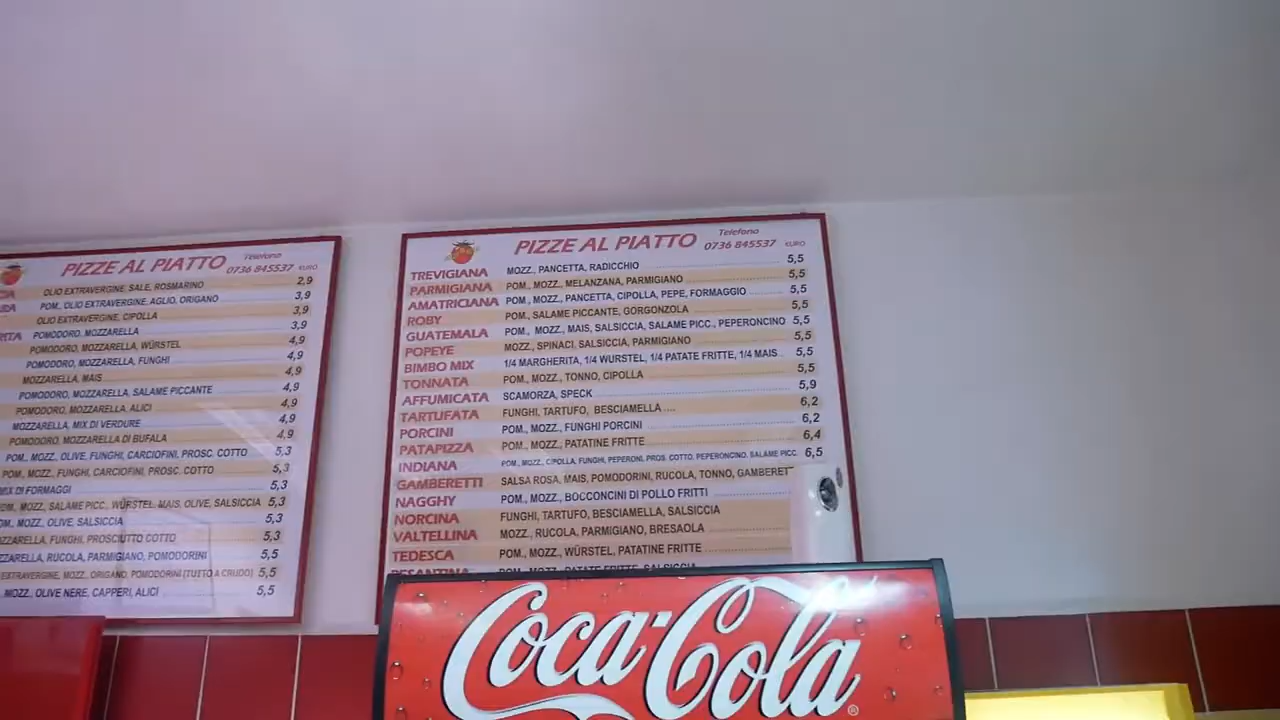 PIZZE AL PIATTO
Telefono
0736 845537 EURO
OLIO EXTRAVERGINE, SALE, ROSMARINO 2,9
POM., OLIO EXTRAVERGINE, AGLIO, ORIGANO 3,9
OLIO EXTRAVERGINE, CIPOLLA 3,9
POMODORO, MOZZARELLA 3,9
POMODORO, MOZZARELLA, WÜRSTEL 4,9
POMODORO, MOZZARELLA, FUNGHI 4,9
MOZZARELLA, MAIS 4,9
POMODORO, MOZZARELLA, SALAME PICCANTE 4,9
POMODORO, MOZZARELLA, ALICI 4,9
MOZZARELLA, MIX DI VERDURE 4,9
POMODORO, MOZZARELLA DI BUFALA 4,9
POM., MOZZ., OLIVE, FUNGHI, CARCIOFINI, PROSC. COTTO 5,3
POM., MOZZ., FUNGHI, CARCIOFINI, PROSC. COTTO 5,3
MIX DI FORMAGGI 5,3
MOZZ., SALAME PICC., WÜRSTEL, MAIS, OLIVE, SALSICCIA 5,3
MOZZ., OLIVE, SALSICCIA 5,3
FUNGHI, PROSCIUTTO COTTO 5,3
RUCOLA, PARMIGIANO, POMODORINI 5,5
EXTRAVERGINE, MOZZ., ORIGANO, POMODORINI (TUTTO A CRUDO) 5,5
MOZZ., OLIVE NERE, CAPPERI, ALICI 5,5
PIZZE AL PIATTO
Telefono
0736 845537 EURO
TREVIGIANA MOZZ., PANCETTA, RADICCHIO 5,5
PARMIGIANA POM., MOZZ., MELANZANA, PARMIGIANO 5,5
AMATRICIANA POM., MOZZ., PANCETTA, CIPOLLA, PEPE, FORMAGGIO 5,5
ROBY POM., SALAME PICCANTE, GORGONZOLA 5,5
GUATEMALA POM., MOZZ., MAIS, SALSICCIA, SALAME PICC., PEPERONCINO 5,5
POPEYE MOZZ., SPINACI, SALSICCIA, PARMIGIANO 5,5
BIMBO MIX 1/4 MARGHERITA, 1/4 WURSTEL, 1/4 PATATE FRITTE, 1/4 MAIS 5,5
TONNATA POM., MOZZ., TONNO, CIPOLLA 5,5
AFFUMICATA SCAMORZA, SPECK 5,9
TARTUFATA FUNGHI, TARTUFO, BESCIAMELLA 6,2
PORCINI POM., MOZZ., FUNGHI PORCINI 6,2
PATAPIZZA POM., MOZZ., PATATINE FRITTE 6,4
INDIANA POM., MOZZ., CIPOLLA, FUNGHI, PEPERONI, PROS. COTTO, PEPERONCINO, SALAME PICC. 6,5
GAMBERETTI SALSA ROSA, MAIS, POMODORINI, RUCOLA, TONNO, GAMBERETT
NAGGHY POM., MOZZ., BOCCONCINI DI POLLO FRITTI
NORCINA FUNGHI, TARTUFO, BESCIAMELLA, SALSICCIA
VALTELLINA MOZZ., RUCOLA, PARMIGIANO, BRESAOLA
TEDESCA POM., MOZZ., WÜRSTEL, PATATINE FRITTE
Coca-Cola®